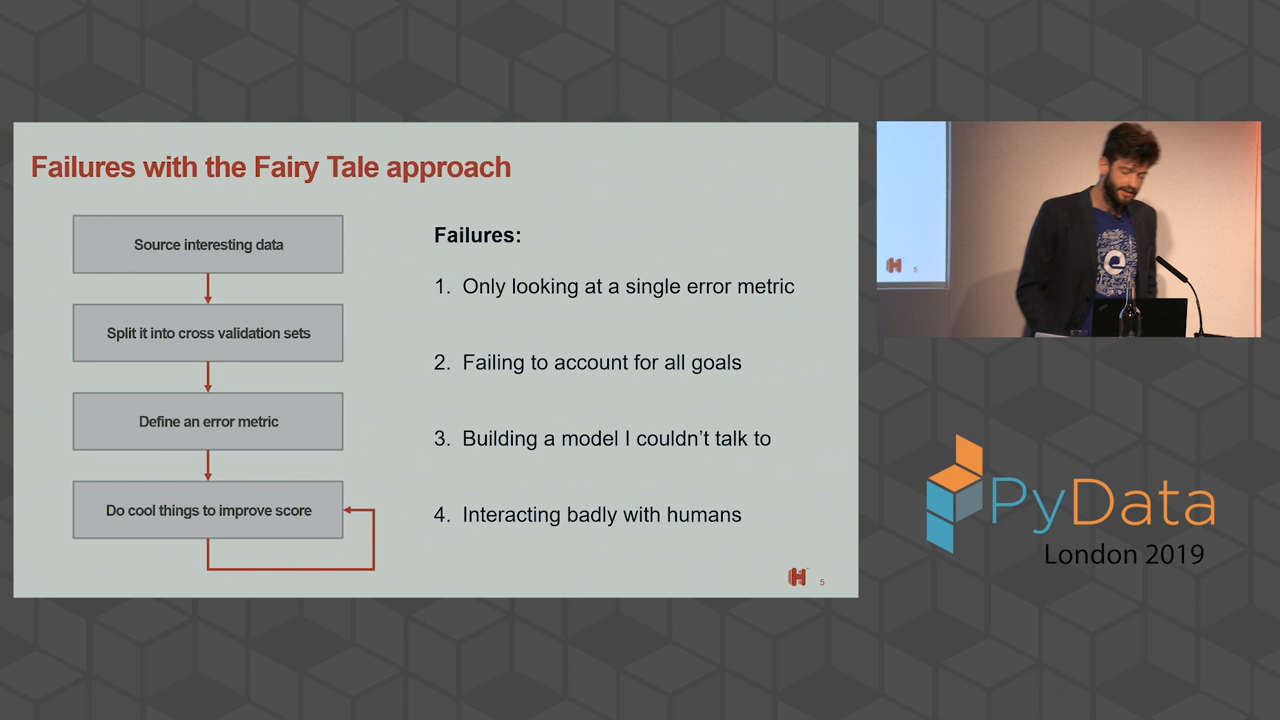 Failures with the Fairy Tale approach
Source interesting data
Split it into cross validation sets
Define an error metric
Do cool things to improve score
Failures:
1. Only looking at a single error metric
2. Failing to account for all goals
3. Building a model I couldn't talk to
4. Interacting badly with humans
H
5
H
5
e
PyData
London 2019